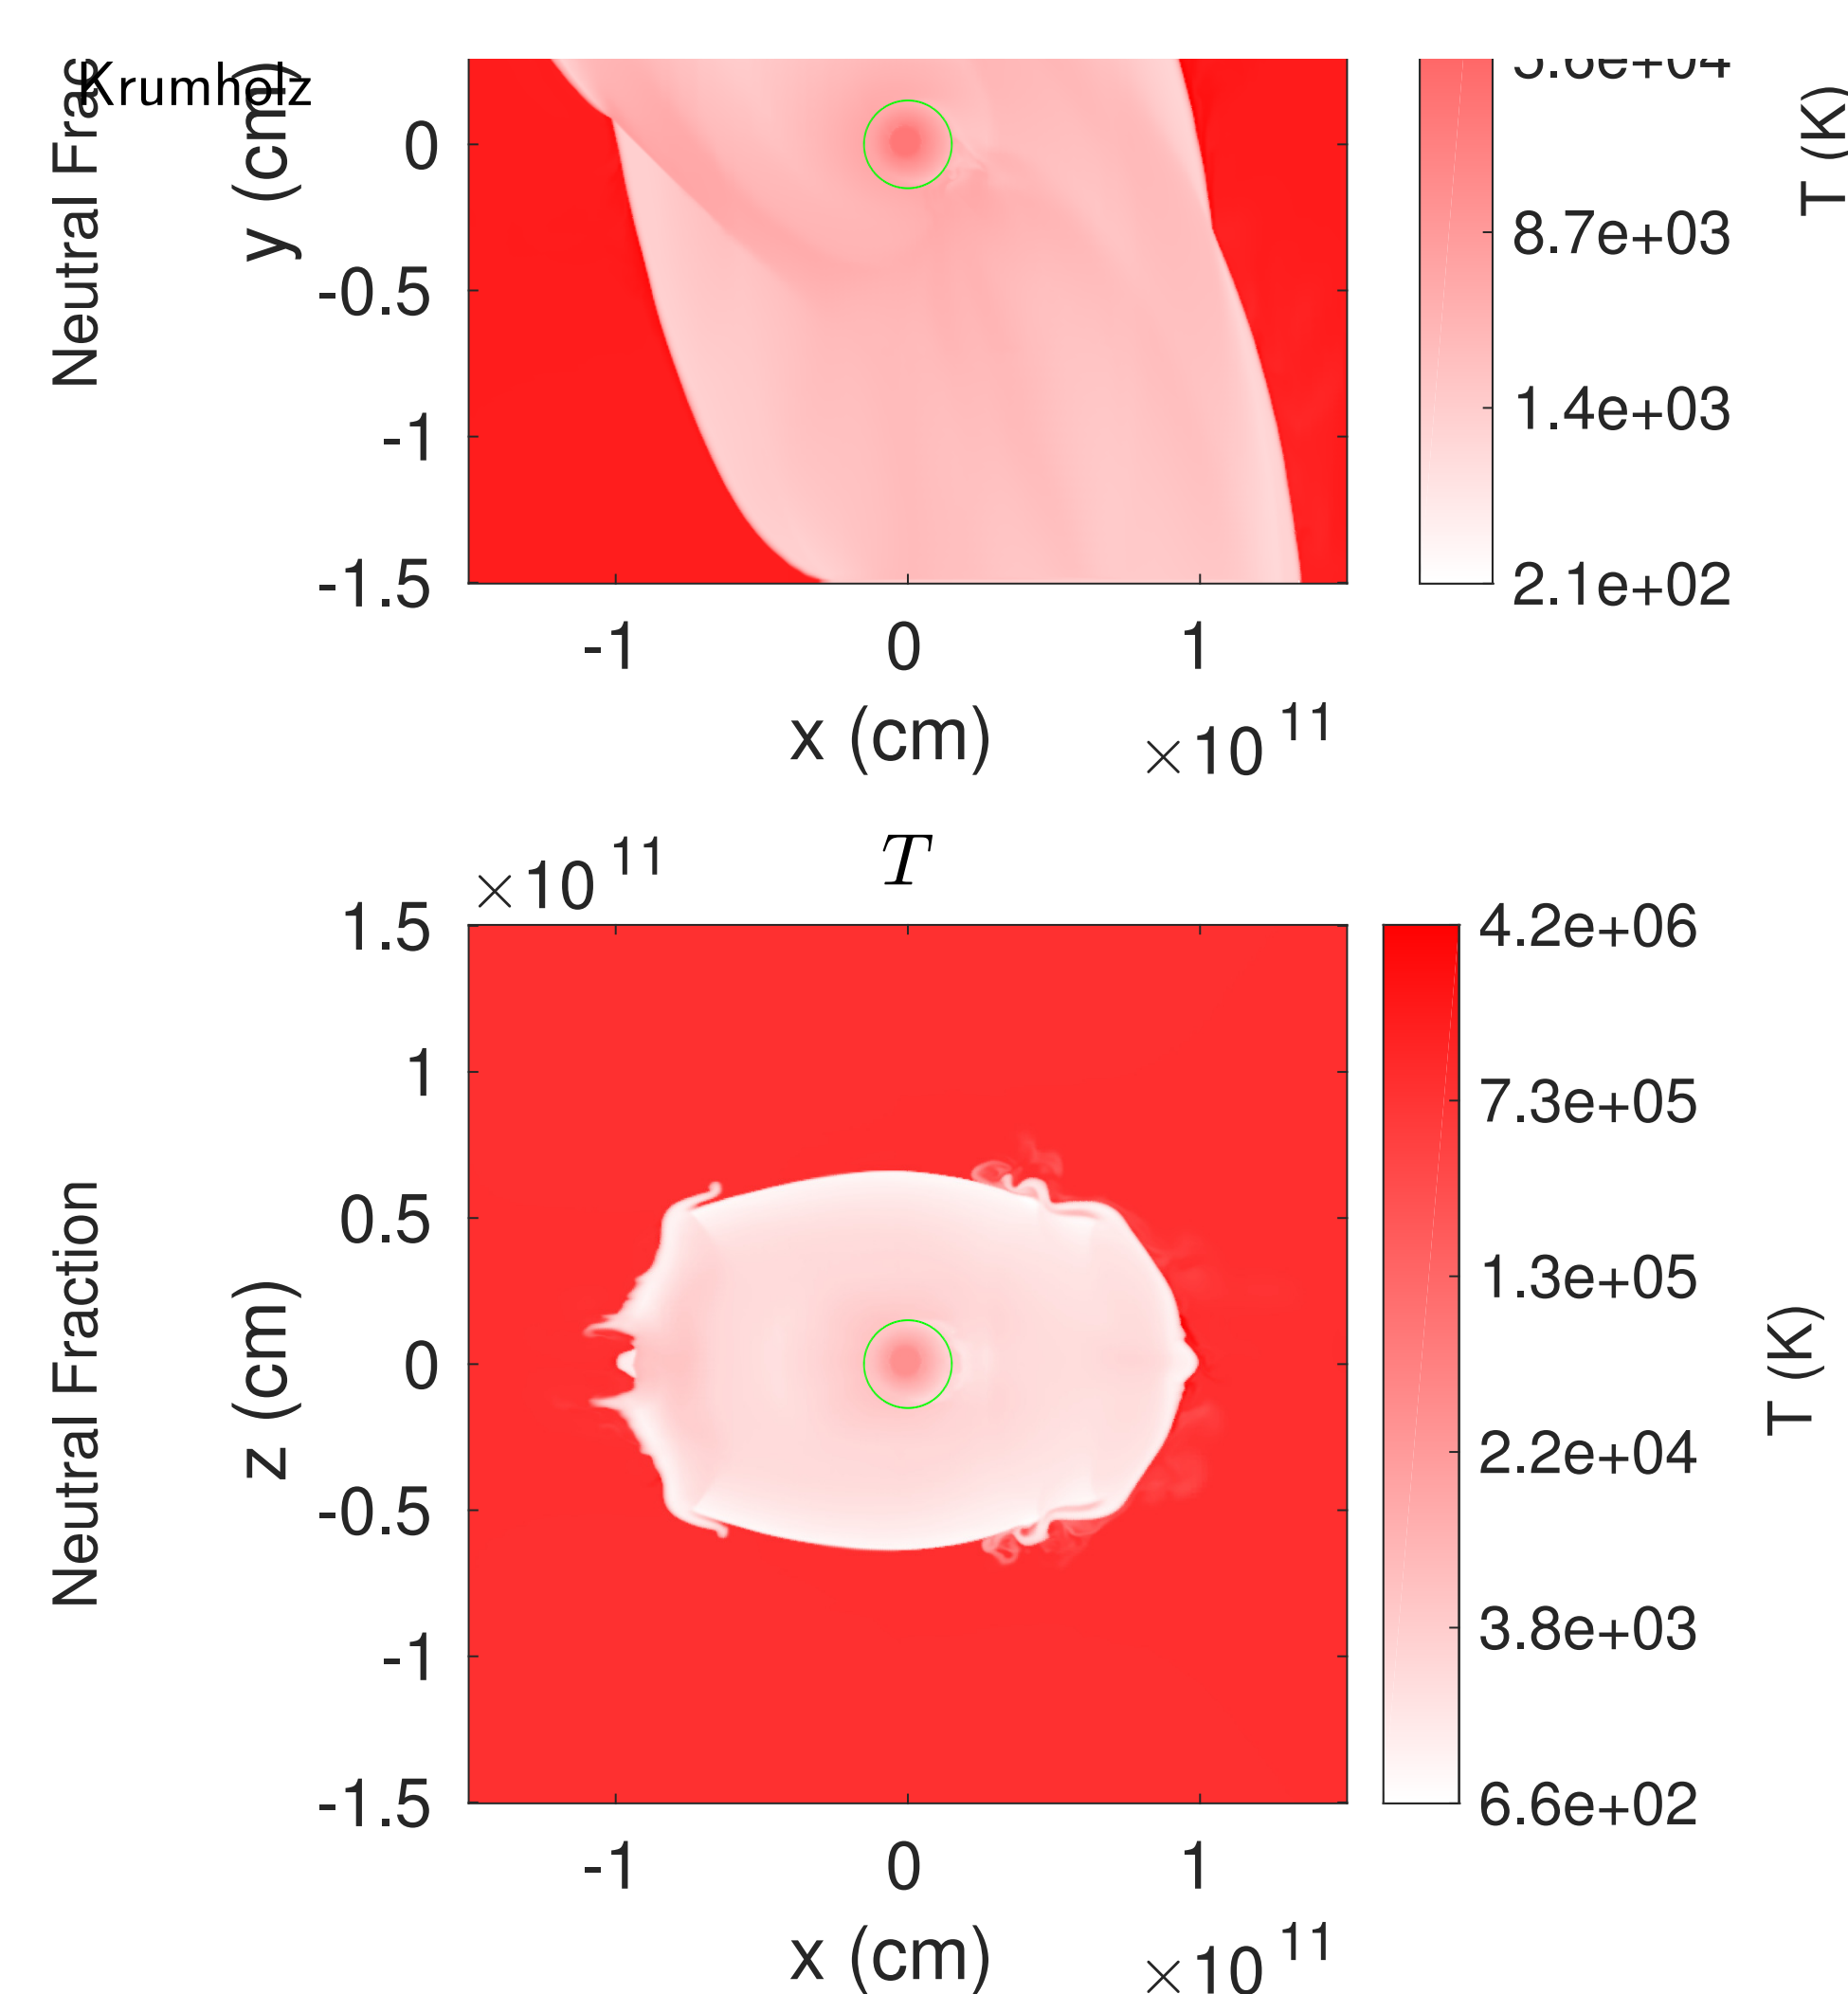 Krumholz
y (cm)
0
-0.5
-1
-1.5
-1 0 1
x (cm)
×10 11
8.7e+03
1.4e+03
2.1e+02
T (K)
×10 11
T
Neutral Fraction
z (cm)
1.5
1
0.5
0
-0.5
-1
-1.5
-1 0 1
x (cm)
×10 11
4.2e+06
7.3e+05
1.3e+05
2.2e+04
3.8e+03
6.6e+02
T (K)